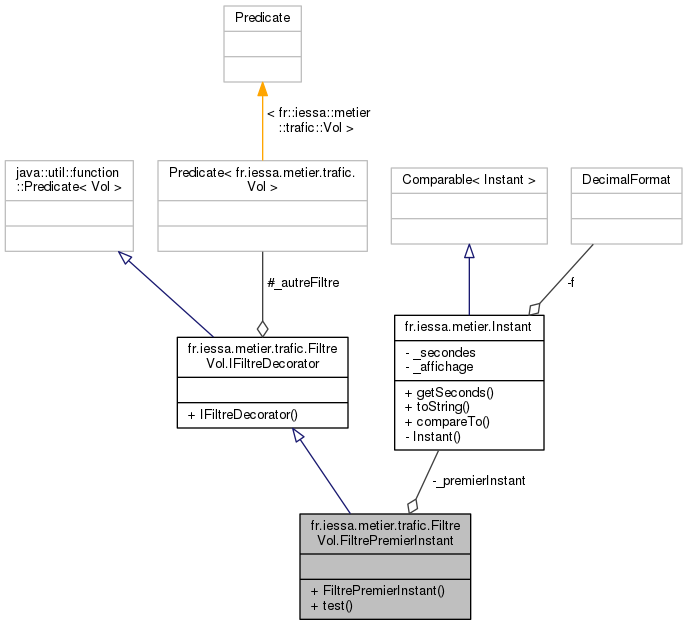 Predicate
< fr::iessa::metier
::trafic::Vol >
java::util::function
::Predicate< Vol >
Predicate< fr.iessa.metier.trafic.
Vol >
Comparable< Instant >
DecimalFormat
#_autreFiltre
-f
fr.iessa.metier.trafic.Filtre
Vol.IFiltreDecorator
+ IFiltreDecorator()
fr.iessa.metier.Instant
- _secondes
- _affichage
+ getSeconds()
+ toString()
+ compareTo()
- Instant()
-_premierInstant
fr.iessa.metier.trafic.Filtre
Vol.FiltrePremierInstant
+ FiltrePremierInstant()
+ test()